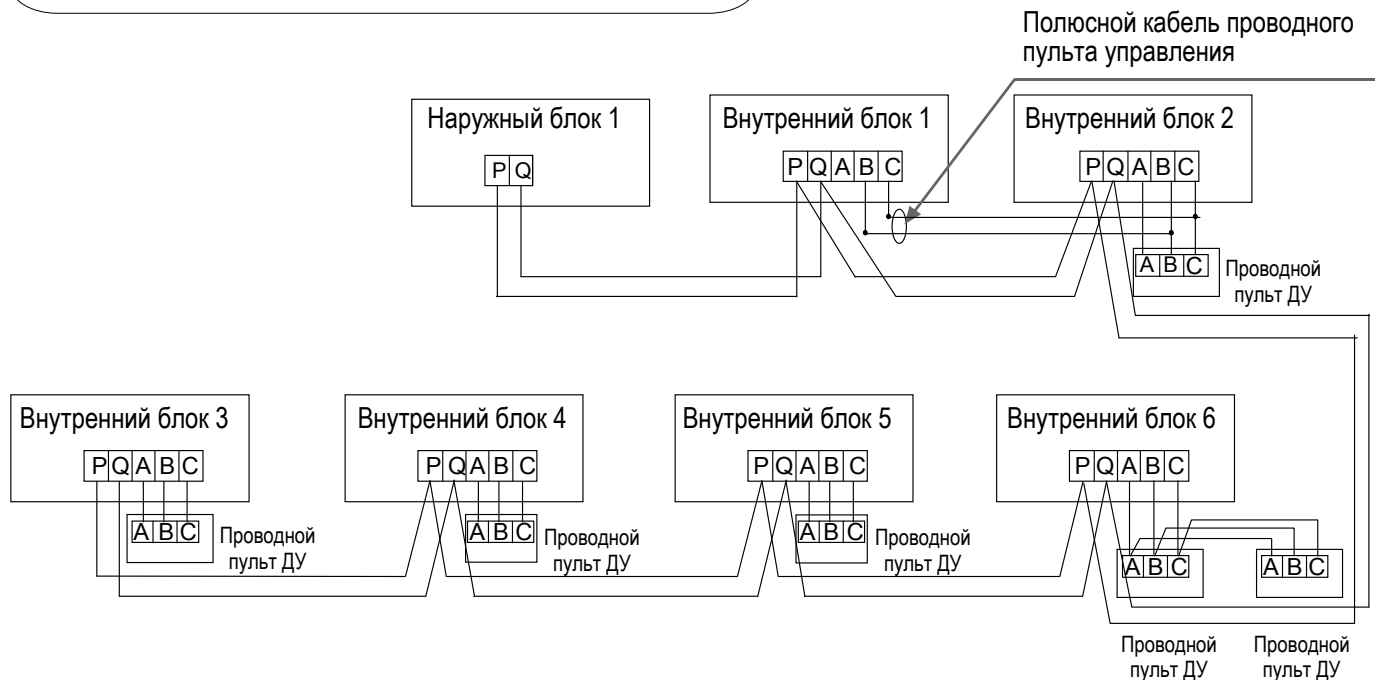 Полюсной кабель проводного
пульта управления
Наружный блок 1
Внутренний блок 1
Внутренний блок 2
P Q
P Q A B C
P Q A B C
A B C
Проводной
пульт ДУ
Внутренний блок 3
Внутренний блок 4
Внутренний блок 5
Внутренний блок 6
P Q A B C
P Q A B C
P Q A B C
P Q A B C
A B C
Проводной
пульт ДУ
A B C
Проводной
пульт ДУ
A B C
Проводной
пульт ДУ
A B C
A B C
Проводной
пульт ДУ
Проводной
пульт ДУ